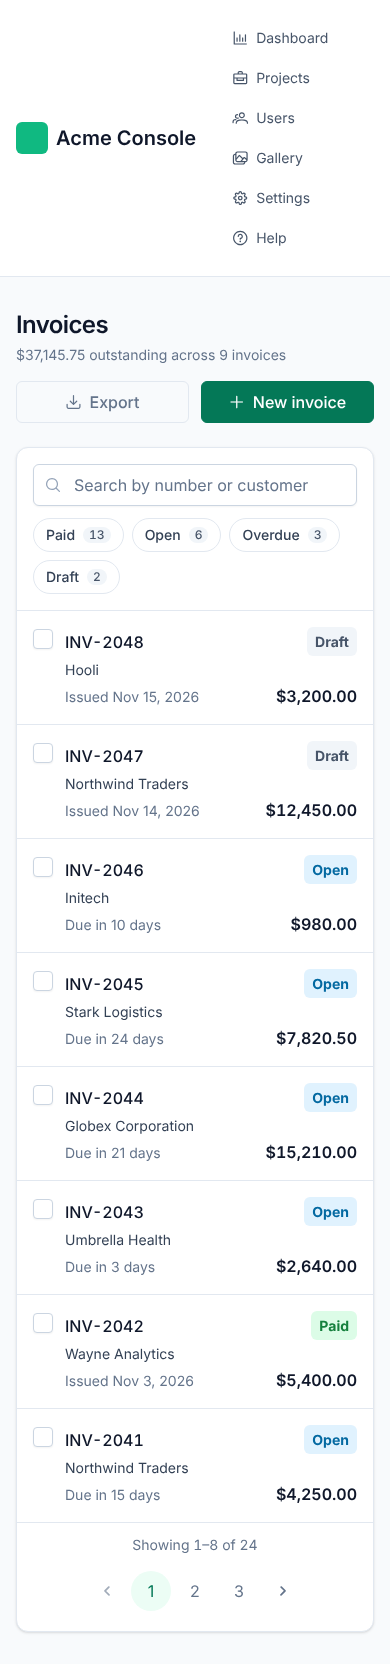 Dashboard
Projects
Users
Acme Console
Gallery
Settings
Help
Invoices
$37,145.75 outstanding across 9 invoices
Export
New invoice
Search by number or customer
Paid 13 Open 6 Overdue 3
Draft 2
INV-2048 Draft
Hooli
Issued Nov 15, 2026 $3,200.00
INV-2047 Draft
Northwind Traders
Issued Nov 14, 2026 $12,450.00
INV-2046 Open
Initech
Due in 10 days $980.00
INV-2045 Open
Stark Logistics
Due in 24 days $7,820.50
INV-2044 Open
Globex Corporation
Due in 21 days $15,210.00
INV-2043 Open
Umbrella Health
Due in 3 days $2,640.00
INV-2042 Paid
Wayne Analytics
Issued Nov 3, 2026 $5,400.00
INV-2041 Open
Northwind Traders
Due in 15 days $4,250.00
Showing 1–8 of 24
1 2 3